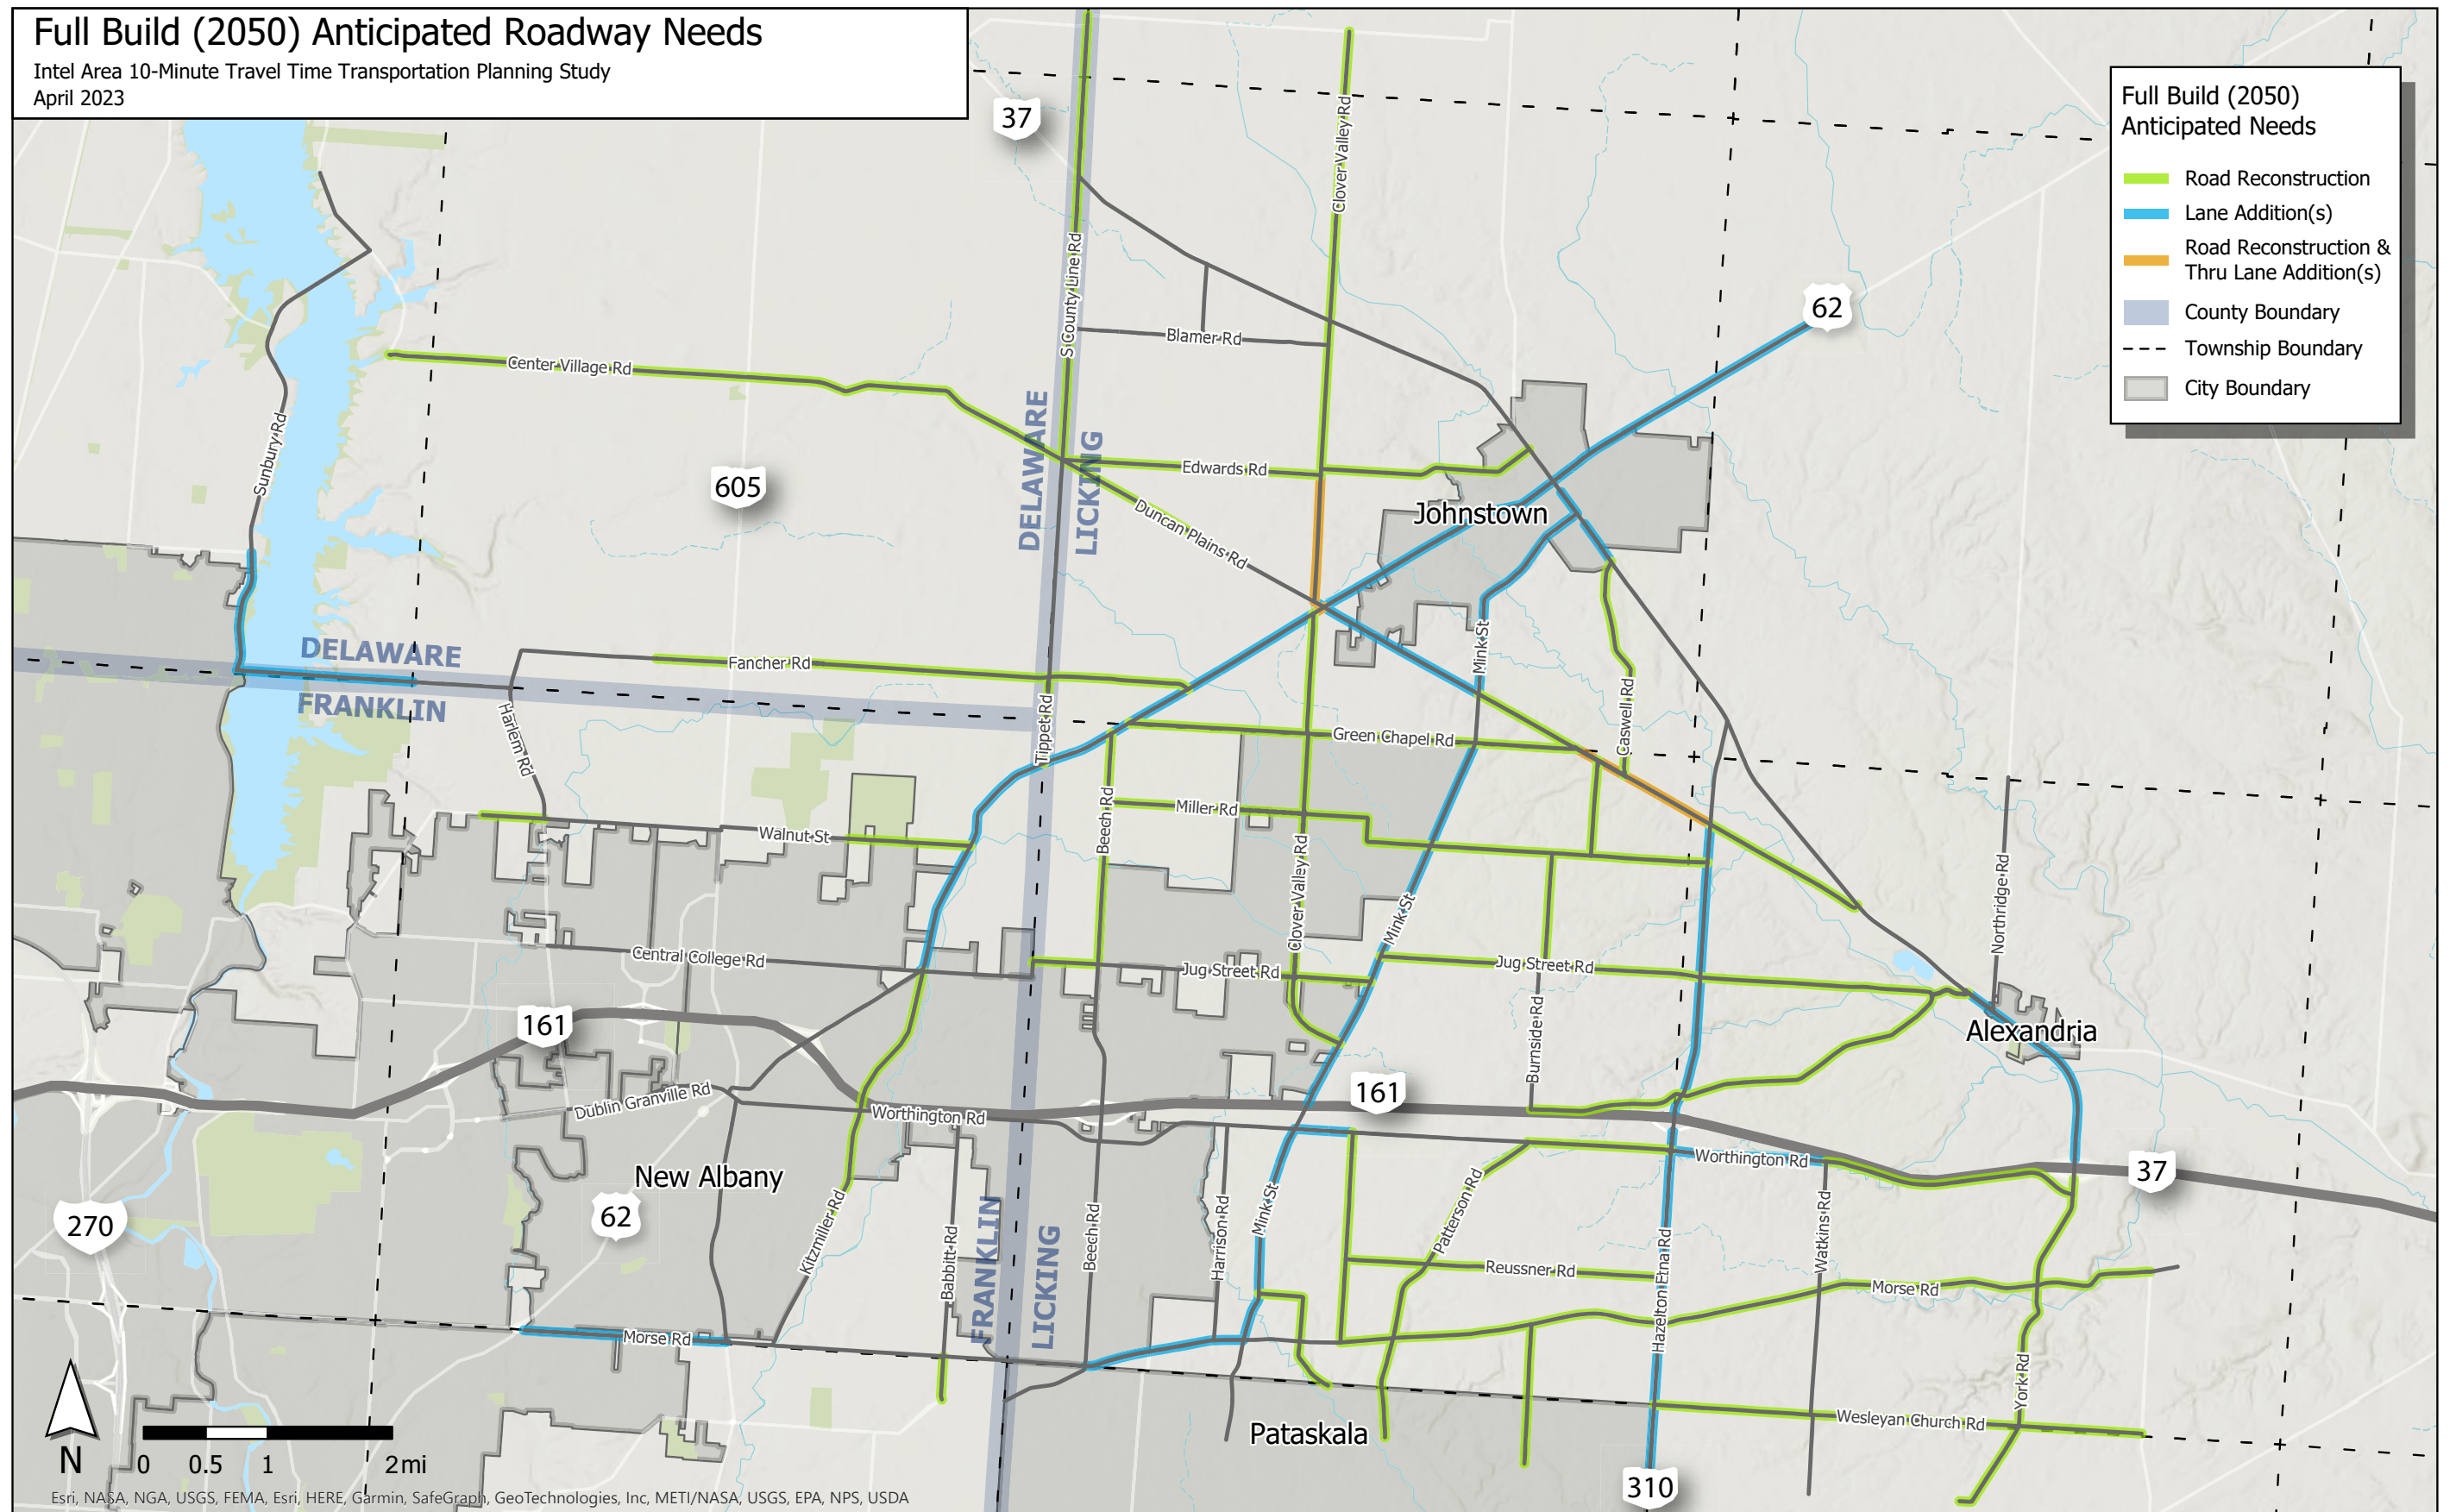 Full Build (2050) Anticipated Roadway Needs
Intel Area 10-Minute Travel Time Transportation Planning Study
April 2023
Full Build (2050)
Anticipated Needs
Road Reconstruction
Lane Addition(s)
Road Reconstruction &
Thru Lane Addition(s)
County Boundary
Township Boundary
City Boundary
37
Clover Valley Rd
S County Line Rd
62
Blamer Rd
Center Village Rd
Sunbury Rd
DELAWARE
LICKING
605
Edwards Rd
Duncan Plains Rd
Johnstown
DELAWARE
FRANKLIN
Fancher Rd
Harlem Rd
Tippet Rd
Mink St
Caswell Rd
Green Chapel Rd
Beech Rd
Miller Rd
Walnut St
Clover Valley Rd
Mink St
Northridge Rd
Central College Rd
Jug Street Rd
Jug Street Rd
161
Burnside Rd
Alexandria
161
Dublin Granville Rd
Worthington Rd
Worthington Rd
New Albany
37
270
62
Kitzmiller Rd
Babbitt Rd
FRANKLIN
LICKING
Beech Rd
Harrison Rd
Mink St
Patterson Rd
Reussner Rd
Hazelton Etna Rd
Watkins Rd
Morse Rd
Morse Rd
York Rd
Wesleyan Church Rd
Pataskala
310
N
0 0.5 1 2 mi
Esri, NASA, NGA, USGS, FEMA, Esri, HERE, Garmin, SafeGraph, GeoTechnologies, Inc, METI/NASA, USGS, EPA, NPS, USDA